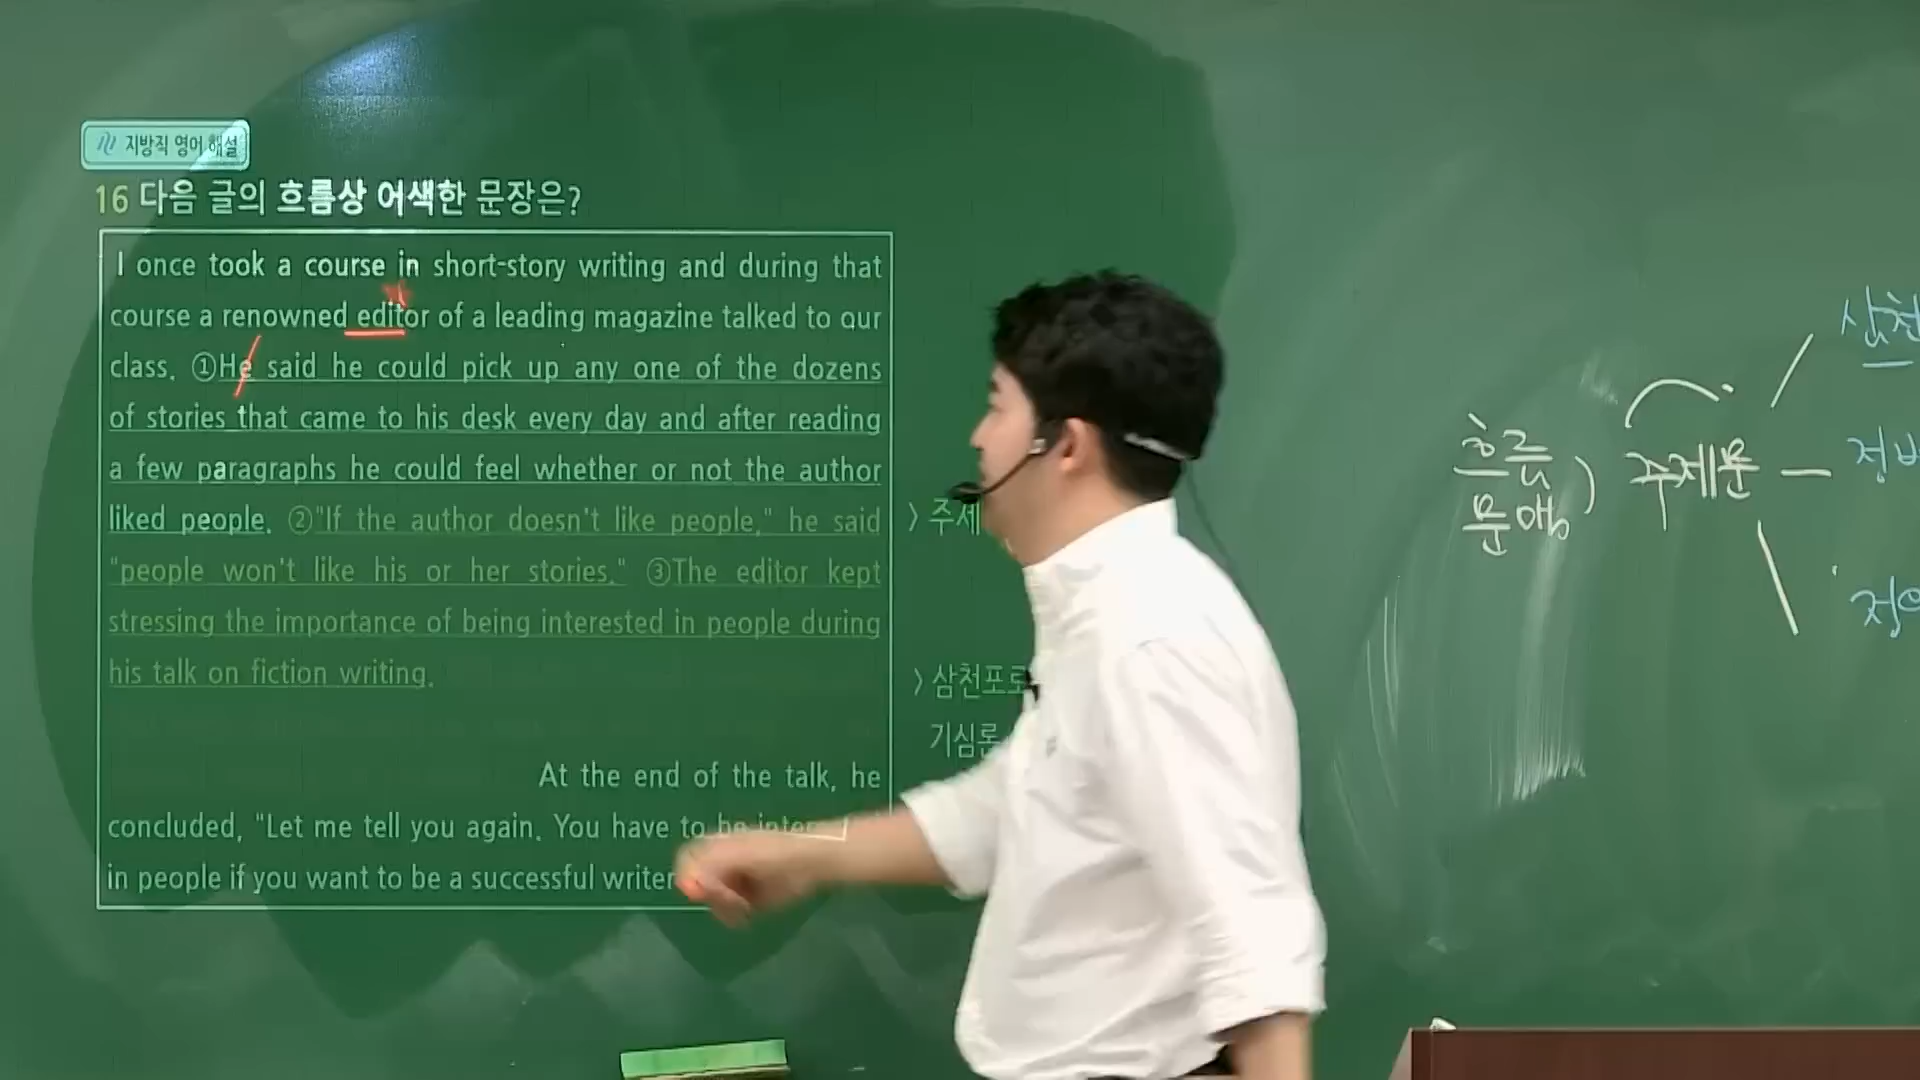 지방직 영어 해설
16 다음 글의 흐름상 어색한 문장은?
I once took a course in short-story writing and during that
course a renowned editor of a leading magazine talked to our
class. ①He said he could pick up any one of the dozens
of stories that came to his desk every day and after reading
a few paragraphs he could feel whether or not the author
liked people. ②"If the author doesn't like people," he said
"people won't like his or her stories." ③The editor kept
stressing the importance of being interested in people during
his talk on fiction writing.
At the end of the talk, he
concluded, "Let me tell you again. You have to be
in people if you want to be a successful writer
〉주제
〉삼천포로
기심론
흐름
문맥) 주제문 —
삼천